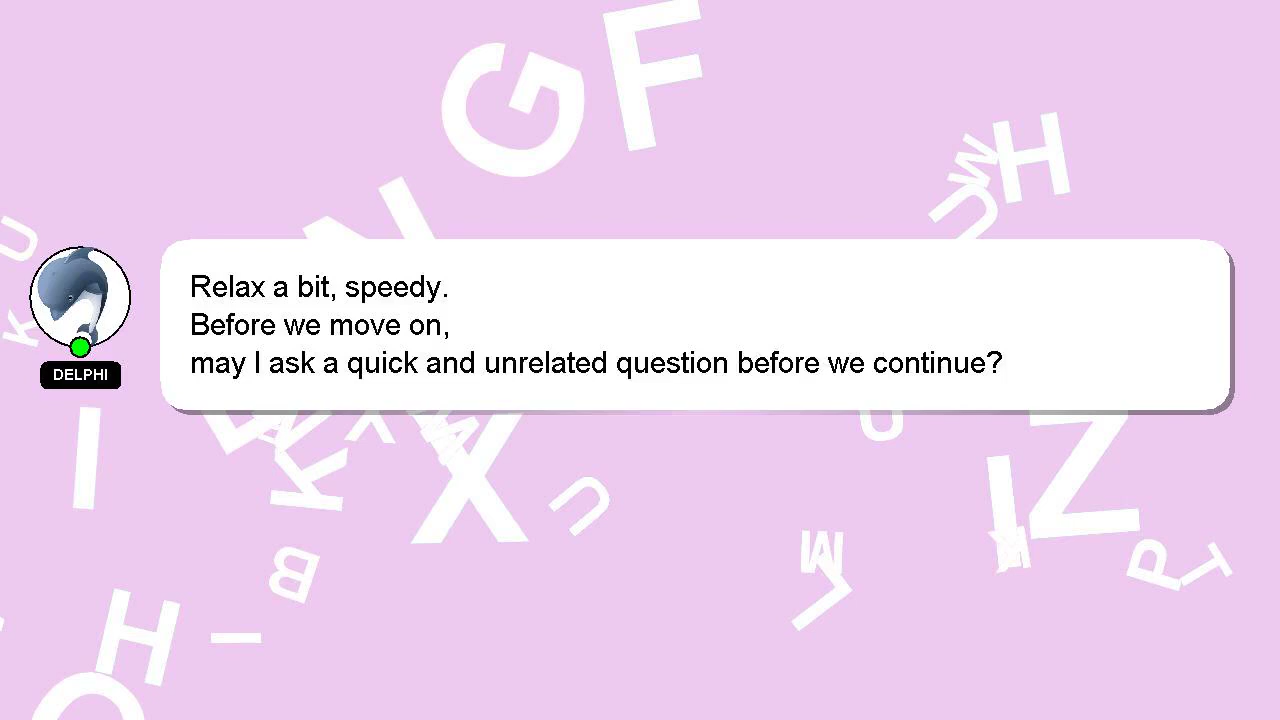 Relax a bit, speedy.
Before we move on,
may I ask a quick and unrelated question before we continue?
DELPHI